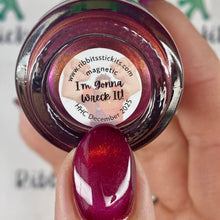 www.ribbitsstickits.com
magnetic
I'm Gonna
Wreck It!
HHC December 2025